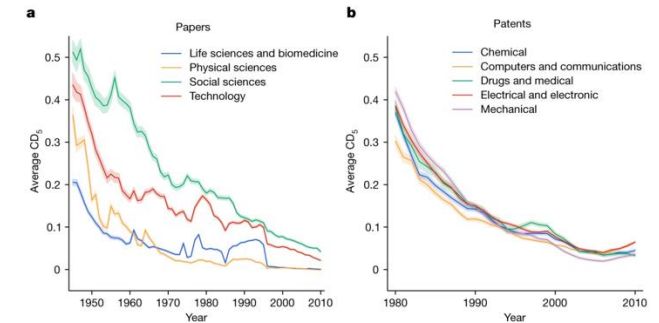 a
Papers
Life sciences and biomedicine
Physical sciences
Social sciences
Technology
Average CD5
0.5
0.4
0.3
0.2
0.1
0
1950 1960 1970 1980 1990 2000 2010
Year
b
Patents
Chemical
Computers and communications
Drugs and medical
Electrical and electronic
Mechanical
Average CD5
0.5
0.4
0.3
0.2
0.1
0
1980 1990 2000 2010
Year